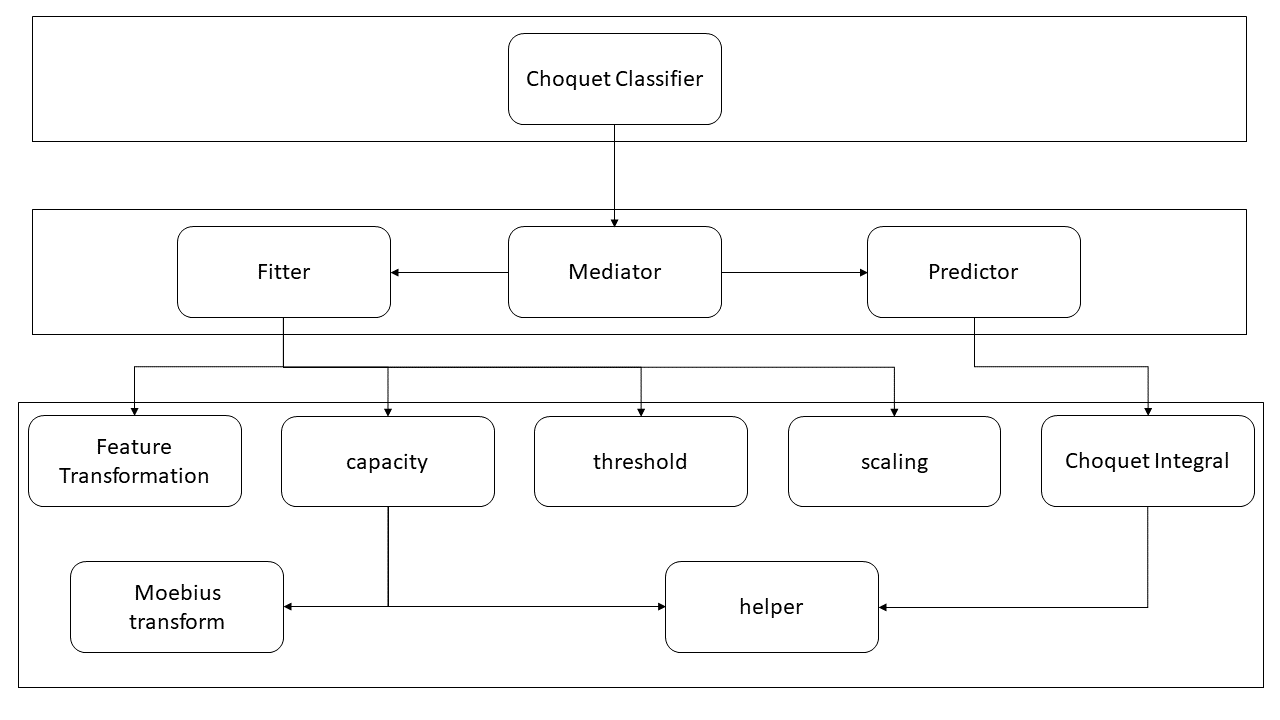 Choquet Classifier
Fitter
Mediator
Predictor
Feature
Transformation
capacity
threshold
scaling
Choquet Integral
Moebius
transform
helper